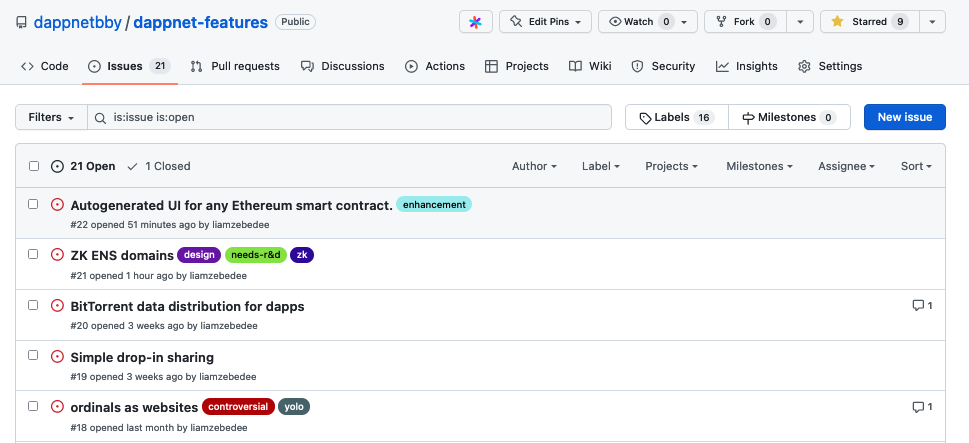 dappnetbby / dappnet-features Public Edit Pins Watch 0 Fork 0 Starred 9
Code Issues 21 Pull requests Discussions Actions Projects Wiki Security Insights Settings
Filters is:issue is:open Labels 16 Milestones 0 New issue
21 Open 1 Closed Author Label Projects Milestones Assignee Sort
Autogenerated UI for any Ethereum smart contract. enhancement
#22 opened 51 minutes ago by liamzebedee
ZK ENS domains design needs-r&d zk
#21 opened 1 hour ago by liamzebedee
BitTorrent data distribution for dapps 1
#20 opened 3 weeks ago by liamzebedee
Simple drop-in sharing
#19 opened 3 weeks ago by liamzebedee
ordinals as websites controversial yolo 1
#18 opened last month by liamzebedee